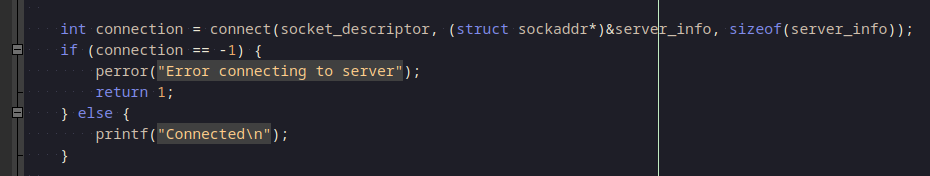 int connection = connect(socket_descriptor, (struct sockaddr*)&server_info, sizeof(server_info));
if (connection == -1) {
    perror("Error connecting to server");
    return 1;
} else {
    printf("Connected\n");
}